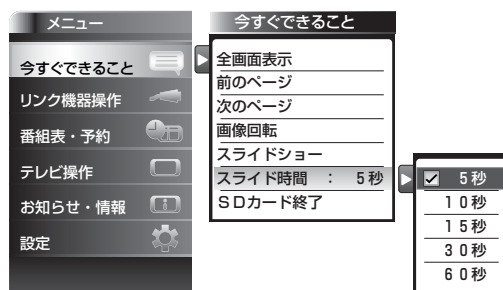 メニュー
今すぐできること
リンク機器操作
番組表・予約
テレビ操作
お知らせ・情報
設定
今すぐできること
全画面表示
前のページ
次のページ
画像回転
スライドショー
スライド時間 : 5秒
SDカード終了
5秒
10秒
15秒
30秒
60秒